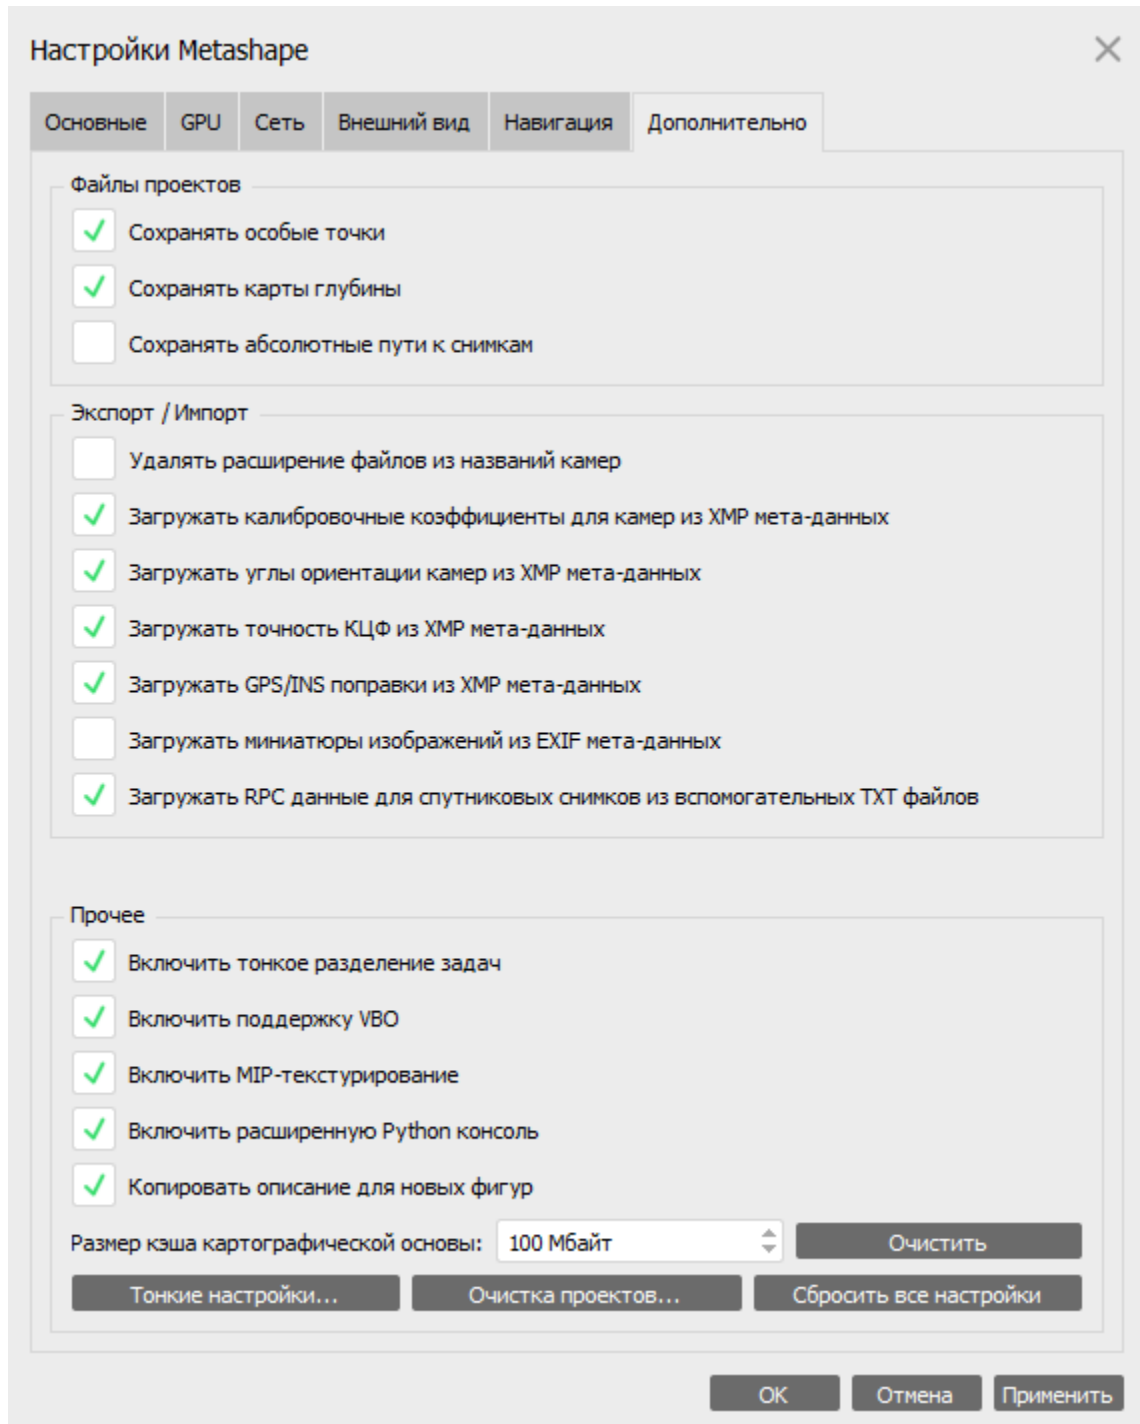 Настройки Metashape
Основные GPU Сеть Внешний вид Навигация Дополнительно
Файлы проектов
Сохранять особые точки
Сохранять карты глубины
Сохранять абсолютные пути к снимкам
Экспорт / Импорт
Удалять расширение файлов из названий камер
Загружать калибровочные коэффициенты для камер из XMP мета-данных
Загружать углы ориентации камер из XMP мета-данных
Загружать точность КЦФ из XMP мета-данных
Загружать GPS/INS поправки из XMP мета-данных
Загружать миниатюры изображений из EXIF мета-данных
Загружать RPC данные для спутниковых снимков из вспомогательных TXT файлов
Прочее
Включить тонкое разделение задач
Включить поддержку VBO
Включить MIP-текстурирование
Включить расширенную Python консоль
Копировать описание для новых фигур
Размер кэша картографической основы: 100 Мбайт Очистить
Тонкие настройки... Очистка проектов... Сбросить все настройки
OK Отмена Применить